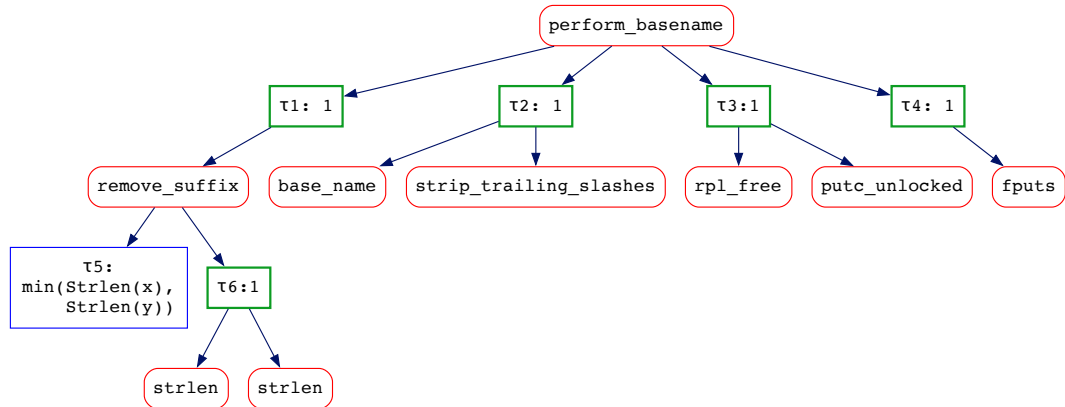 perform_basename
τ1: 1
τ2: 1
τ3:1
τ4: 1
remove_suffix
base_name
strip_trailing_slashes
rpl_free
putc_unlocked
fputs
τ5:
min(Strlen(x),
Strlen(y))
τ6:1
strlen
strlen